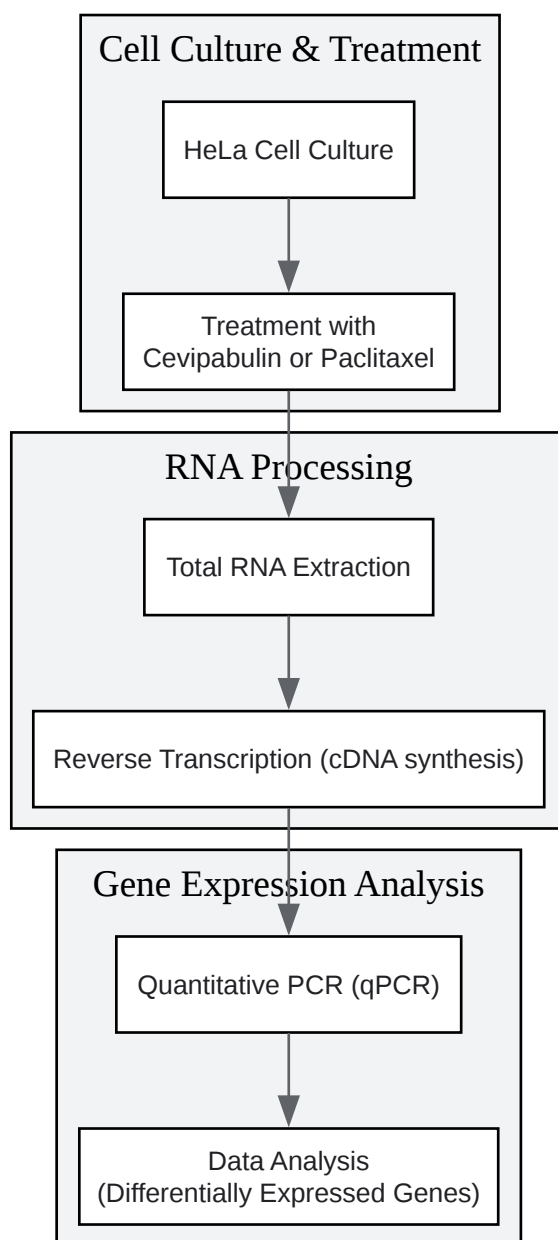 Cell Culture & Treatment
HeLa Cell Culture
Treatment with
Cevipabulin or Paclitaxel
RNA Processing
Total RNA Extraction
Reverse Transcription (cDNA synthesis)
Gene Expression Analysis
Quantitative PCR (qPCR)
Data Analysis
(Differentially Expressed Genes)